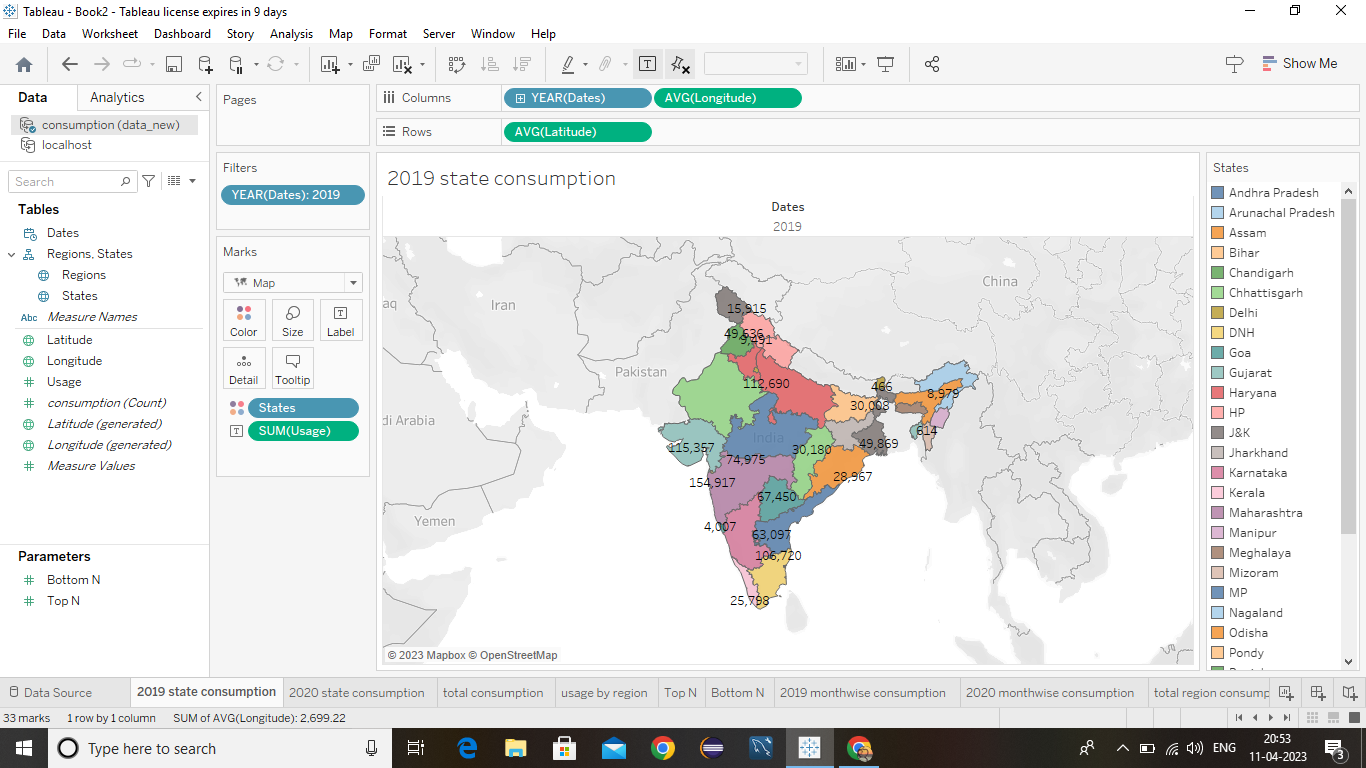 Tableau - Book2 - Tableau license expires in 9 days
File Data Worksheet Dashboard Story Analysis Map Format Server Window Help
Show Me
Data Analytics
consumption (data_new)
localhost
Search
Tables
Dates
Regions, States
Regions
States
Abc Measure Names
Latitude
Longitude
Usage
consumption (Count)
Latitude (generated)
Longitude (generated)
Measure Values
Parameters
Bottom N
Top N
Pages
Filters
YEAR(Dates): 2019
Marks
Map
Color Size Label
Detail Tooltip
States
SUM(Usage)
Columns YEAR(Dates) AVG(Longitude)
Rows AVG(Latitude)
2019 state consumption
Dates
2019
Iran
China
Pakistan
India
Yemen
aq
di Arabia
15,915
49,636
9,491
112,690
466
8,979
30,008
614
115,357
74,975
30,180
49,869
154,917
28,967
67,450
4,007
63,097
106,720
25,798
© 2023 Mapbox © OpenStreetMap
States
Andhra Pradesh
Arunachal Pradesh
Assam
Bihar
Chandigarh
Chhattisgarh
Delhi
DNH
Goa
Gujarat
Haryana
HP
J&K
Jharkhand
Karnataka
Kerala
Maharashtra
Manipur
Meghalaya
Mizoram
MP
Nagaland
Odisha
Pondy
Data Source 2019 state consumption 2020 state consumption total consumption usage by region Top N Bottom N 2019 monthwise consumption 2020 monthwise consumption total region consump
33 marks 1 row by 1 column SUM of AVG(Longitude): 2,699.22
Type here to search
ENG
20:53
11-04-2023
3